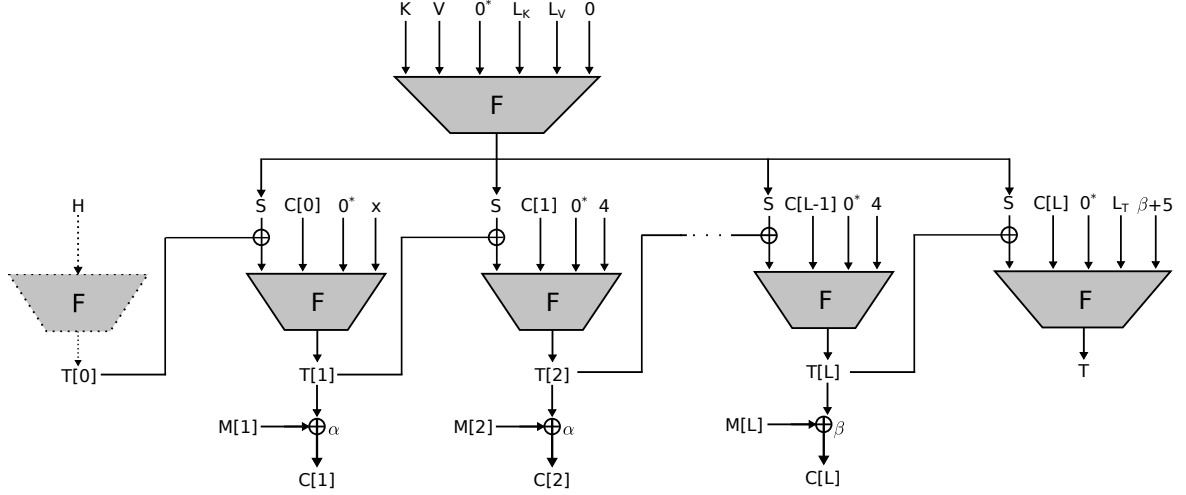 K V 0* L_K L_V 0
F
H S C[0] 0* x S C[1] 0* 4 S C[L-1] 0* 4 S C[L] 0* L_T β+5
F F F F F
T[0] T[1] T[2] · · · T[L] T
M[1] α M[2] α M[L] β
C[1] C[2] C[L]